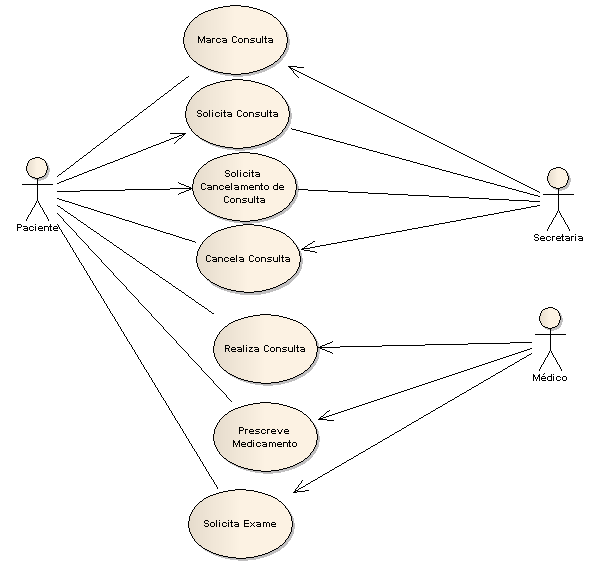 Marca Consulta
Solicita Consulta
Solicita
Cancelamento de
Consulta
Paciente
Secretaria
Cancela Consulta
Realiza Consulta
Médico
Prescreve
Medicamento
Solicita Exame